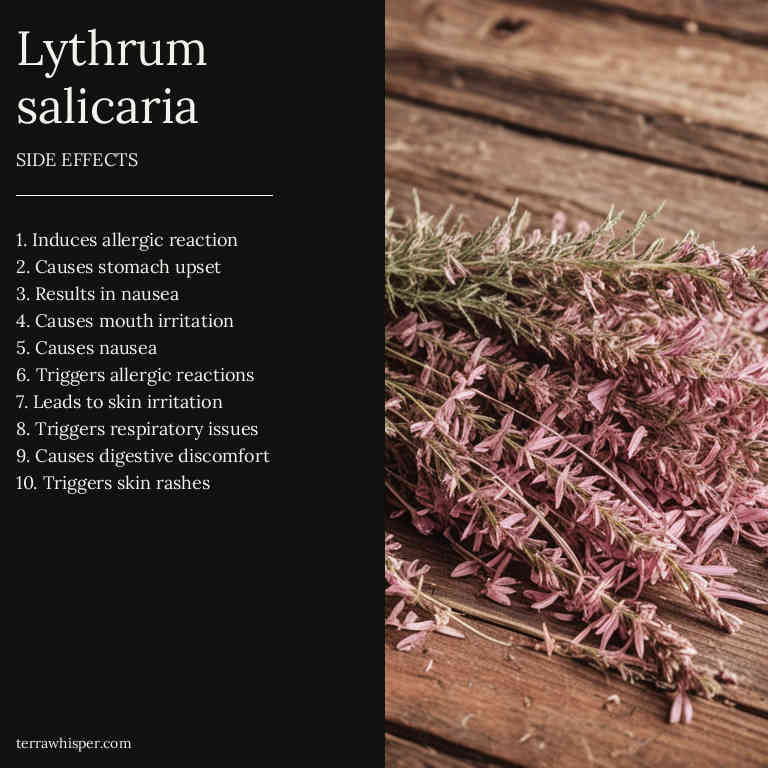 Lythrum
salicaria
SIDE EFFECTS
1. Induces allergic reaction
2. Causes stomach upset
3. Results in nausea
4. Causes mouth irritation
5. Causes nausea
6. Triggers allergic reactions
7. Leads to skin irritation
8. Triggers respiratory issues
9. Causes digestive discomfort
10. Triggers skin rashes
terrawhisper.com